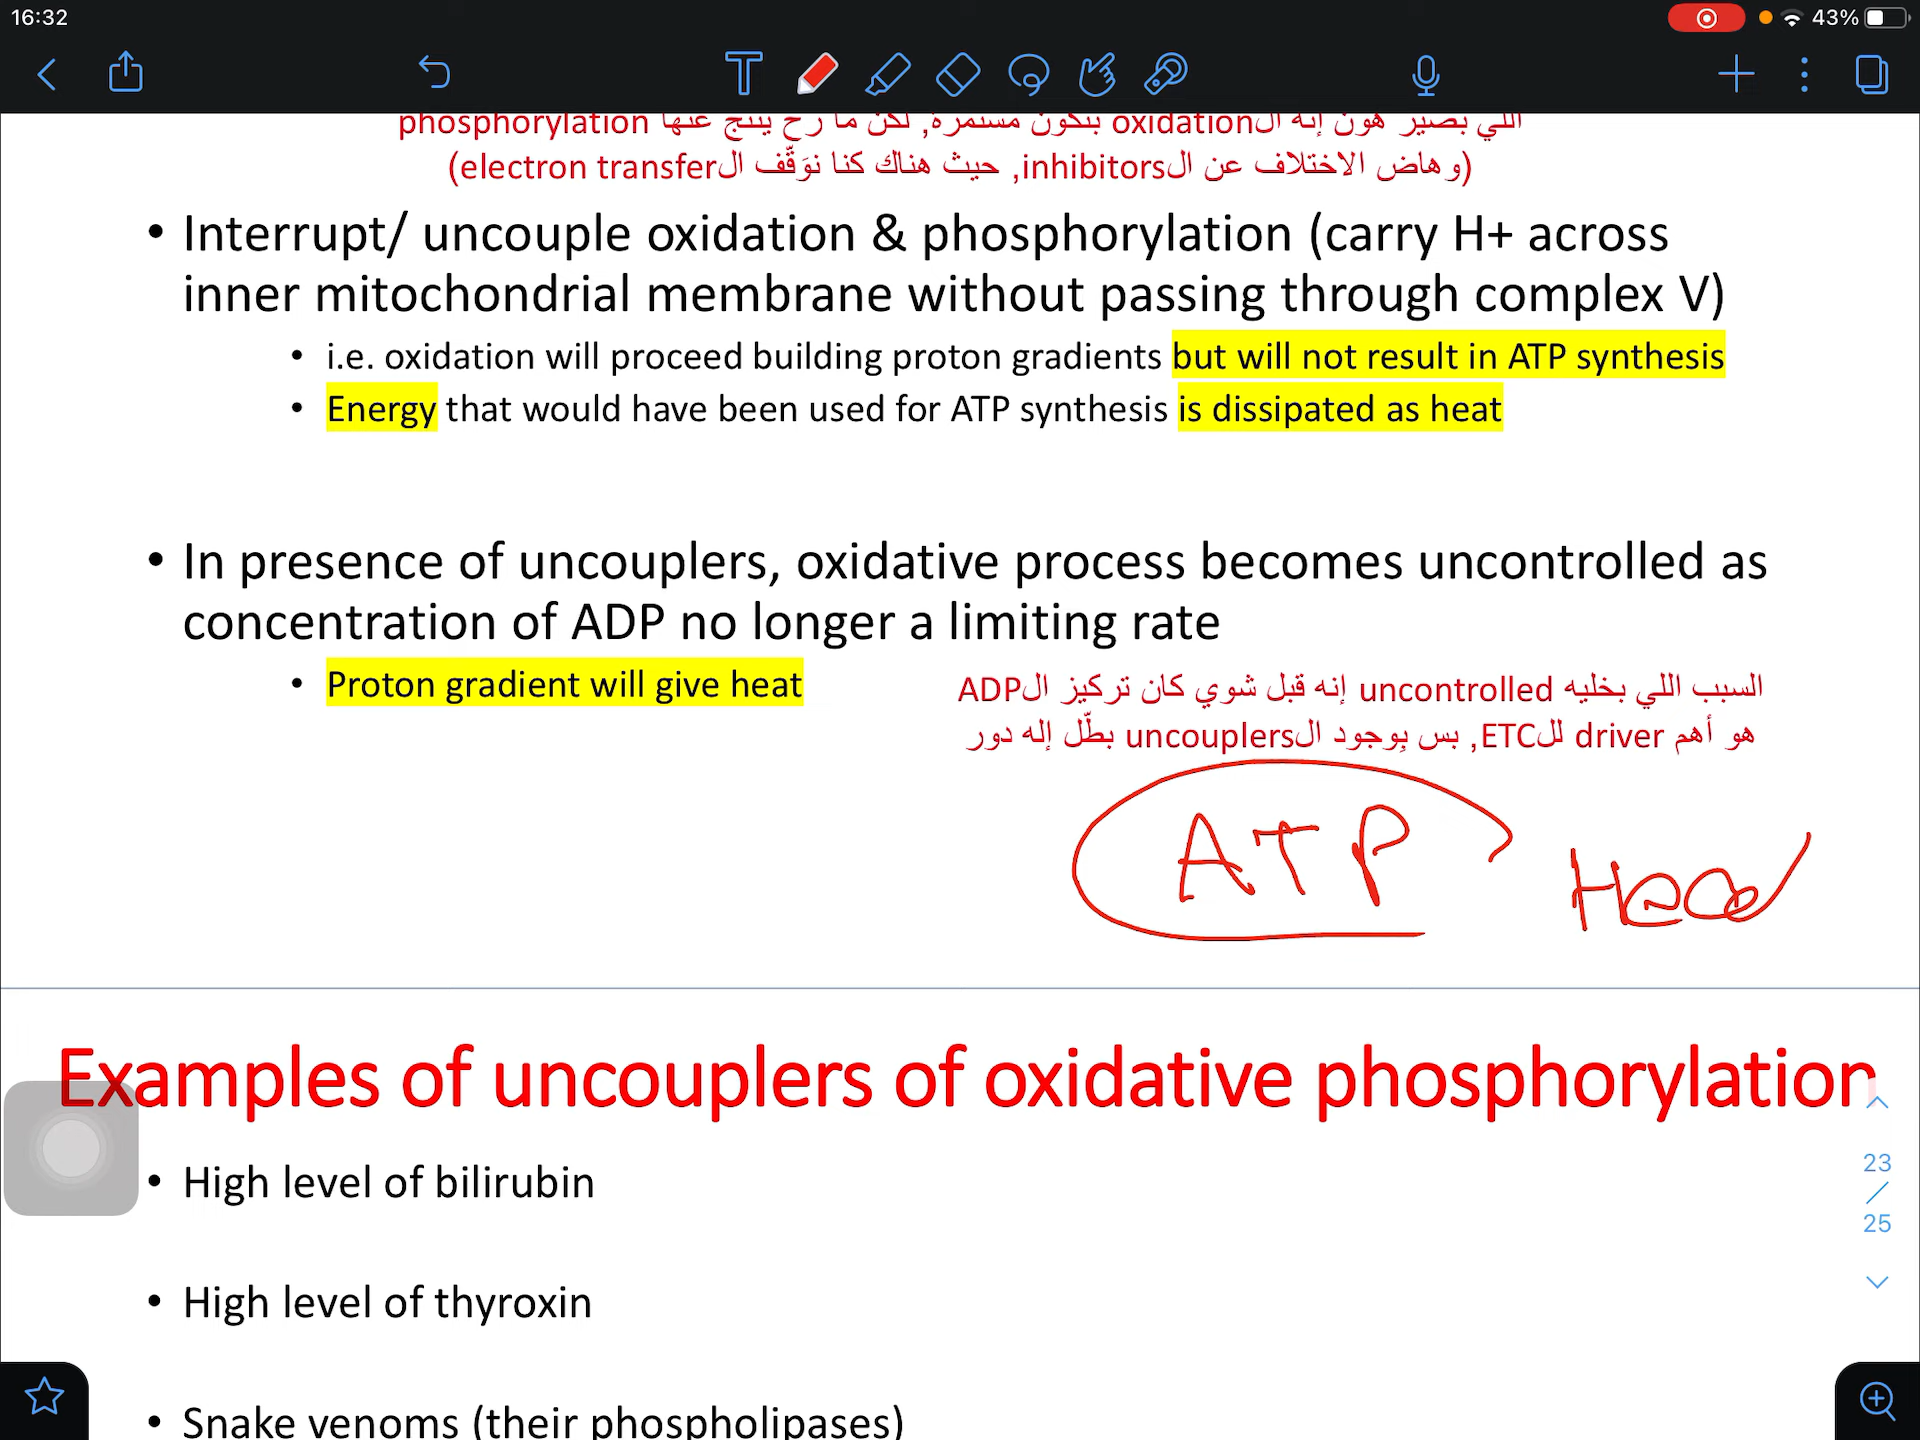 16:32
43%
اللي بصير هون إنه الoxidation بتكون مستمرة, لكن ما رح ينتج عنها phosphorylation
(وهاض الاختلاف عن الinhibitors, حيث هناك كنا نوَقّف الelectron transfer)
• Interrupt/ uncouple oxidation & phosphorylation (carry H+ across
inner mitochondrial membrane without passing through complex V)
• i.e. oxidation will proceed building proton gradients but will not result in ATP synthesis
• Energy that would have been used for ATP synthesis is dissipated as heat
• In presence of uncouplers, oxidative process becomes uncontrolled as
concentration of ADP no longer a limiting rate
• Proton gradient will give heat
السبب اللي بخليه uncontrolled إنه قبل شوي كان تركيز الADP
هو أهم driver للETC, بس بِوجود الuncouplers بطّل إله دور
ATP
Examples of uncouplers of oxidative phosphorylation
• High level of bilirubin
• High level of thyroxin
• Snake venoms (their phospholipases)
23
/
25